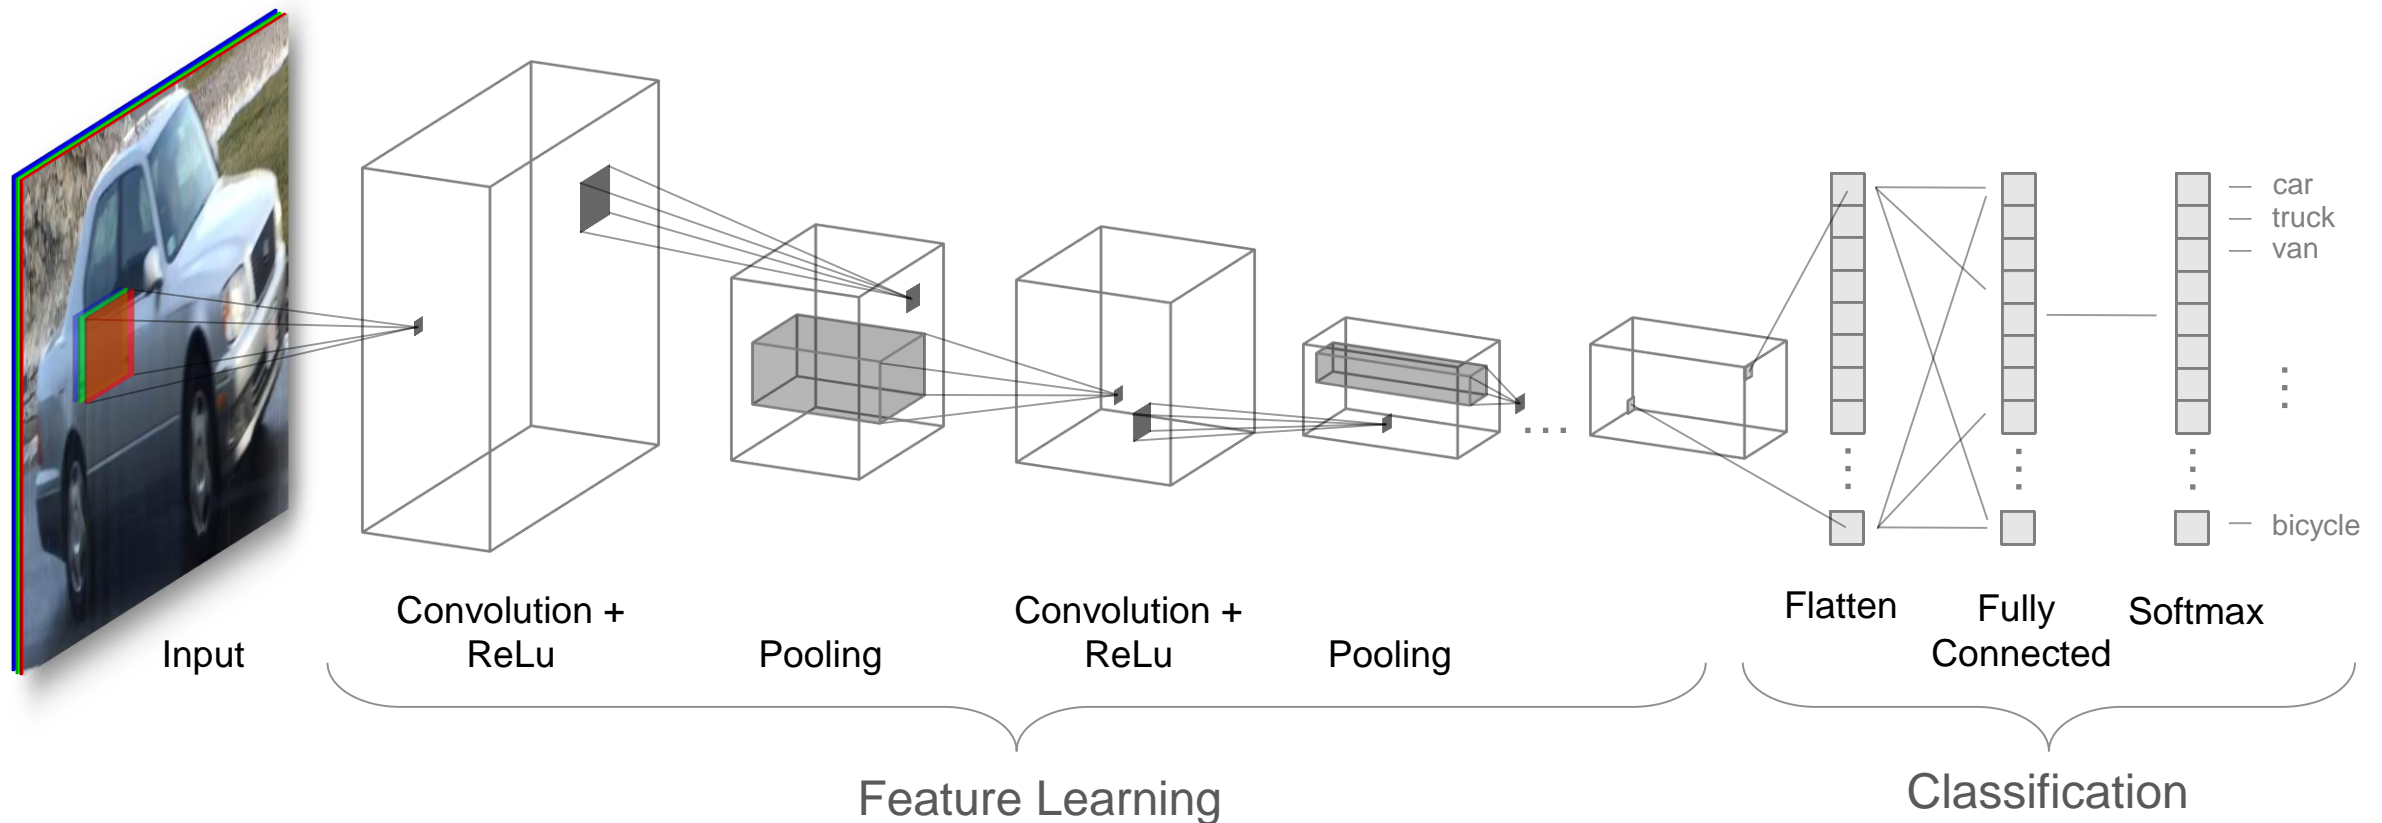 car
truck
van
bicycle
Input
Convolution +
ReLu
Pooling
Convolution +
ReLu
Pooling
Flatten
Fully
Connected
Softmax
Feature Learning
Classification